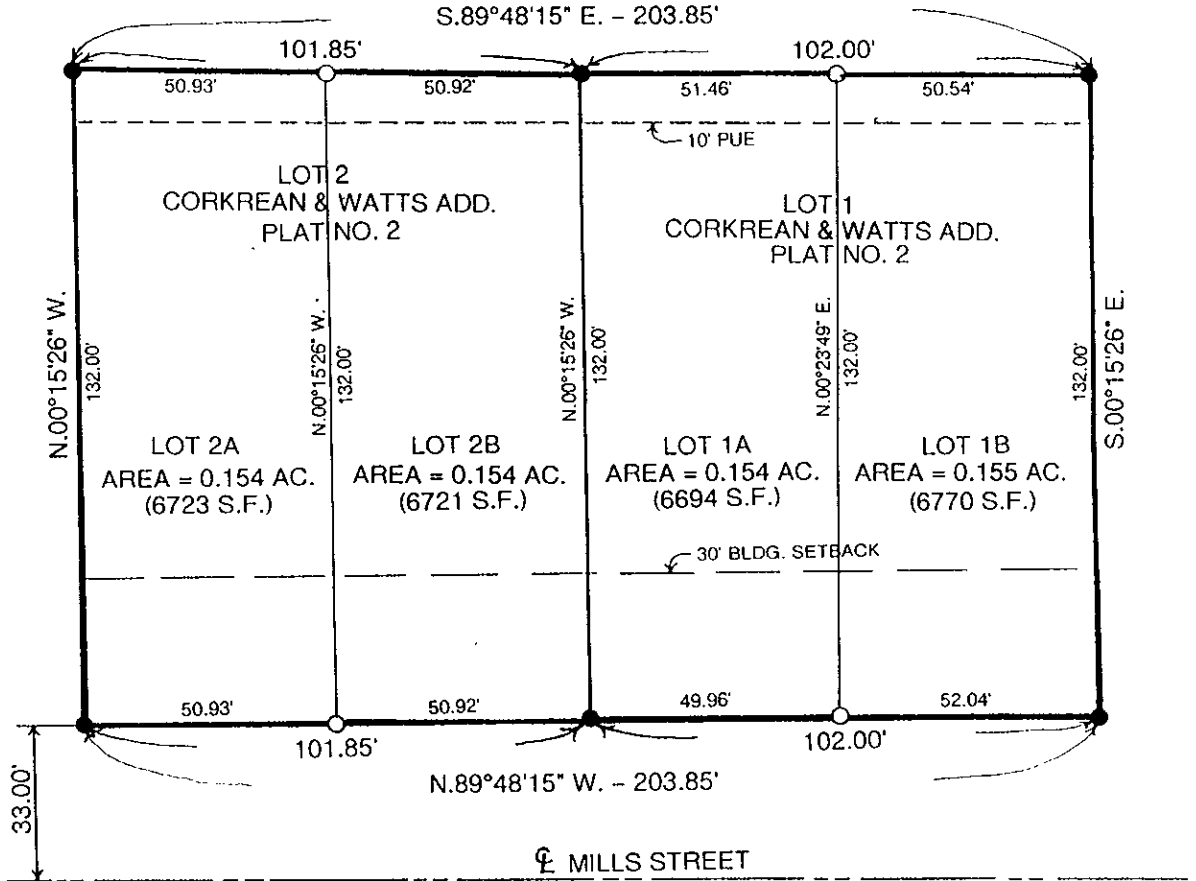 S.89°48'15" E. – 203.85'
101.85'
102.00'
50.93'
50.92'
51.46'
50.54'
10' PUE
LOT 2
CORKREAN & WATTS ADD.
PLAT NO. 2
LOT 1
CORKREAN & WATTS ADD.
PLAT NO. 2
N.00°15'26" W.
132.00'
N.00°15'26" W.
132.00'
N.00°15'26" W.
132.00'
N.00°23'49" E.
132.00'
132.00'
S.00°15'26" E.
LOT 2A
AREA = 0.154 AC.
(6723 S.F.)
LOT 2B
AREA = 0.154 AC.
(6721 S.F.)
LOT 1A
AREA = 0.154 AC.
(6694 S.F.)
LOT 1B
AREA = 0.155 AC.
(6770 S.F.)
30' BLDG. SETBACK
50.93'
50.92'
49.96'
52.04'
101.85'
102.00'
N.89°48'15" W. – 203.85'
33.00'
℄ MILLS STREET